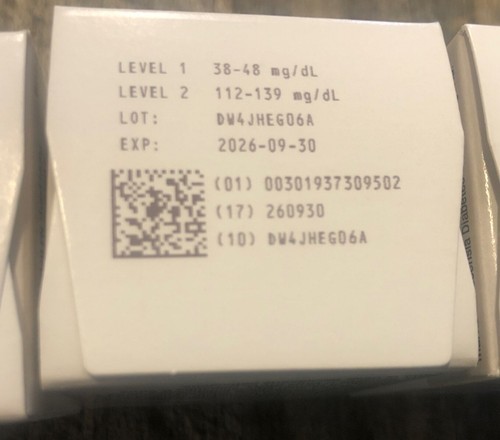 LEVEL 1 38-48 mg/dL
LEVEL 2 112-139 mg/dL
LOT: DW4JHEG06A
EXP: 2026-09-30
(01) 00301937309502
(17) 260930
(10) DW4JHEG06A